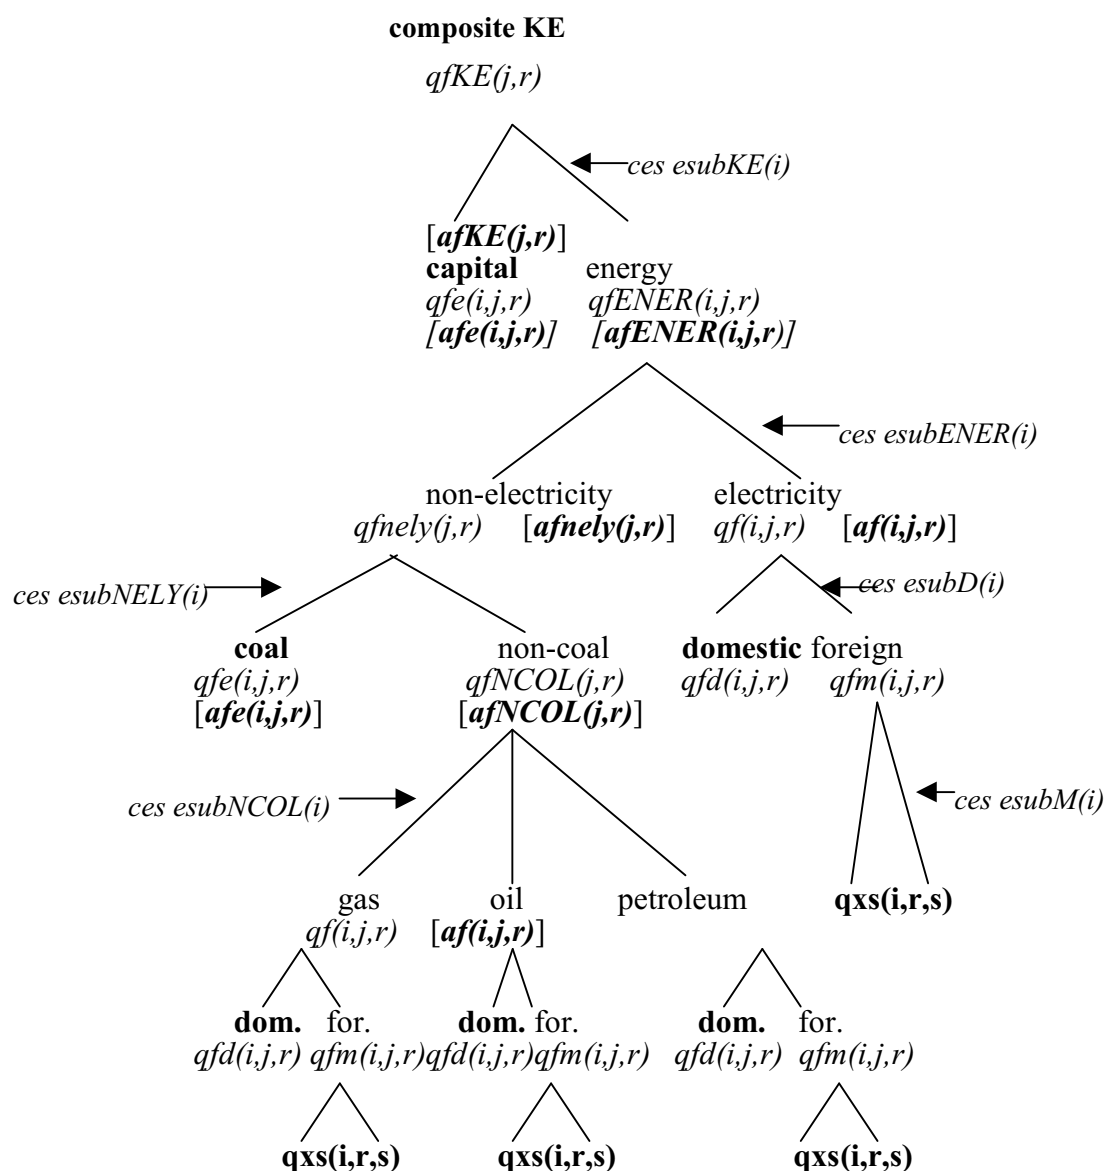 composite KE
qfKE(j,r)
ces esubKE(i)
[afKE(j,r)]
capital energy
qfe(i,j,r) qfENER(i,j,r)
[afe(i,j,r)] [afENER(i,j,r)]
ces esubENER(i)
non-electricity electricity
qfnely(j,r) [afnely(j,r)] qf(i,j,r) [af(i,j,r)]
ces esubNELY(i) ces esubD(i)
coal non-coal domestic foreign
qfe(i,j,r) qfNCOL(j,r) qfd(i,j,r) qfm(i,j,r)
[afe(i,j,r)] [afNCOL(j,r)]
ces esubNCOL(i) ces esubM(i)
gas oil petroleum qxs(i,r,s)
qf(i,j,r) [af(i,j,r)]
dom. for. dom. for. dom. for.
qfd(i,j,r) qfm(i,j,r) qfd(i,j,r) qfm(i,j,r) qfd(i,j,r) qfm(i,j,r)
qxs(i,r,s) qxs(i,r,s) qxs(i,r,s)